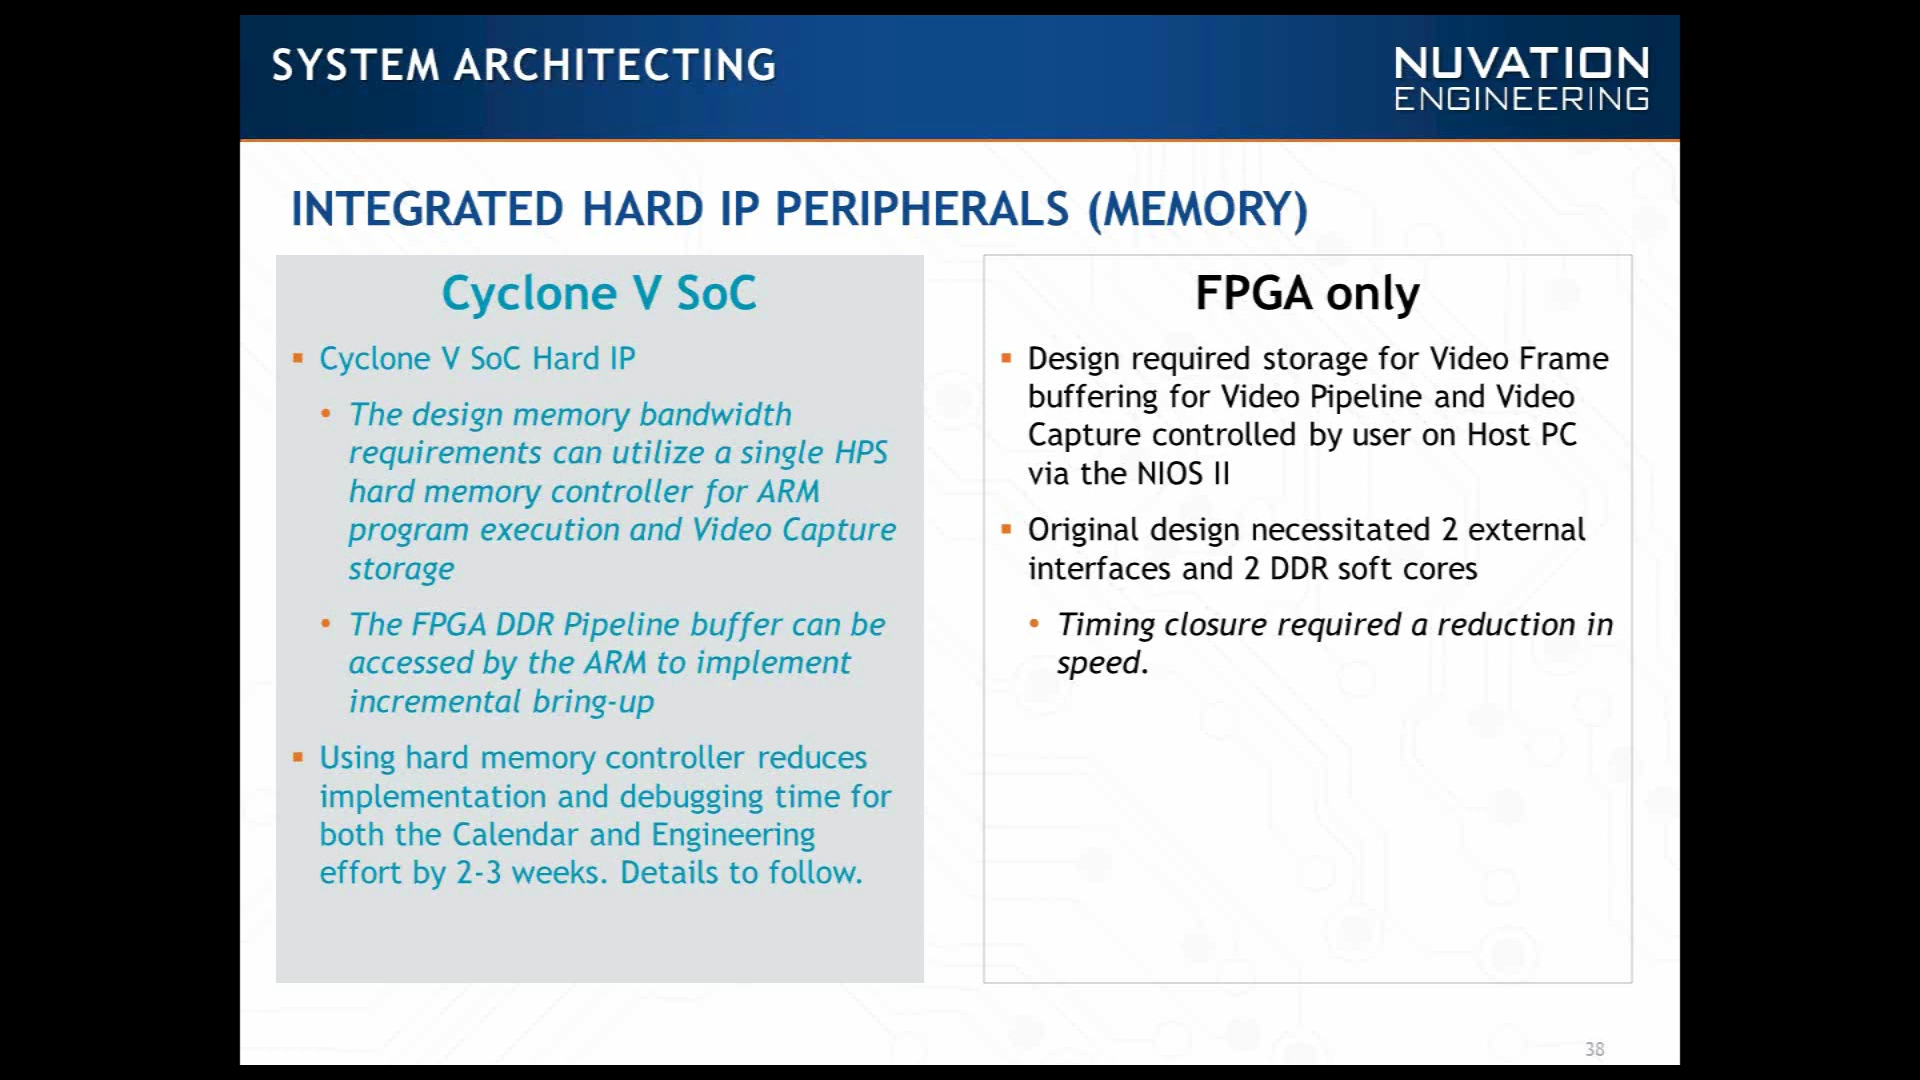 SYSTEM ARCHITECTING
NUVATION
ENGINEERING
INTEGRATED HARD IP PERIPHERALS (MEMORY)
Cyclone V SoC
Cyclone V SoC Hard IP
The design memory bandwidth
requirements can utilize a single HPS
hard memory controller for ARM
program execution and Video Capture
storage
The FPGA DDR Pipeline buffer can be
accessed by the ARM to implement
incremental bring-up
Using hard memory controller reduces
implementation and debugging time for
both the Calendar and Engineering
effort by 2-3 weeks. Details to follow.
FPGA only
Design required storage for Video Frame
buffering for Video Pipeline and Video
Capture controlled by user on Host PC
via the NIOS II
Original design necessitated 2 external
interfaces and 2 DDR soft cores
Timing closure required a reduction in
speed.
38